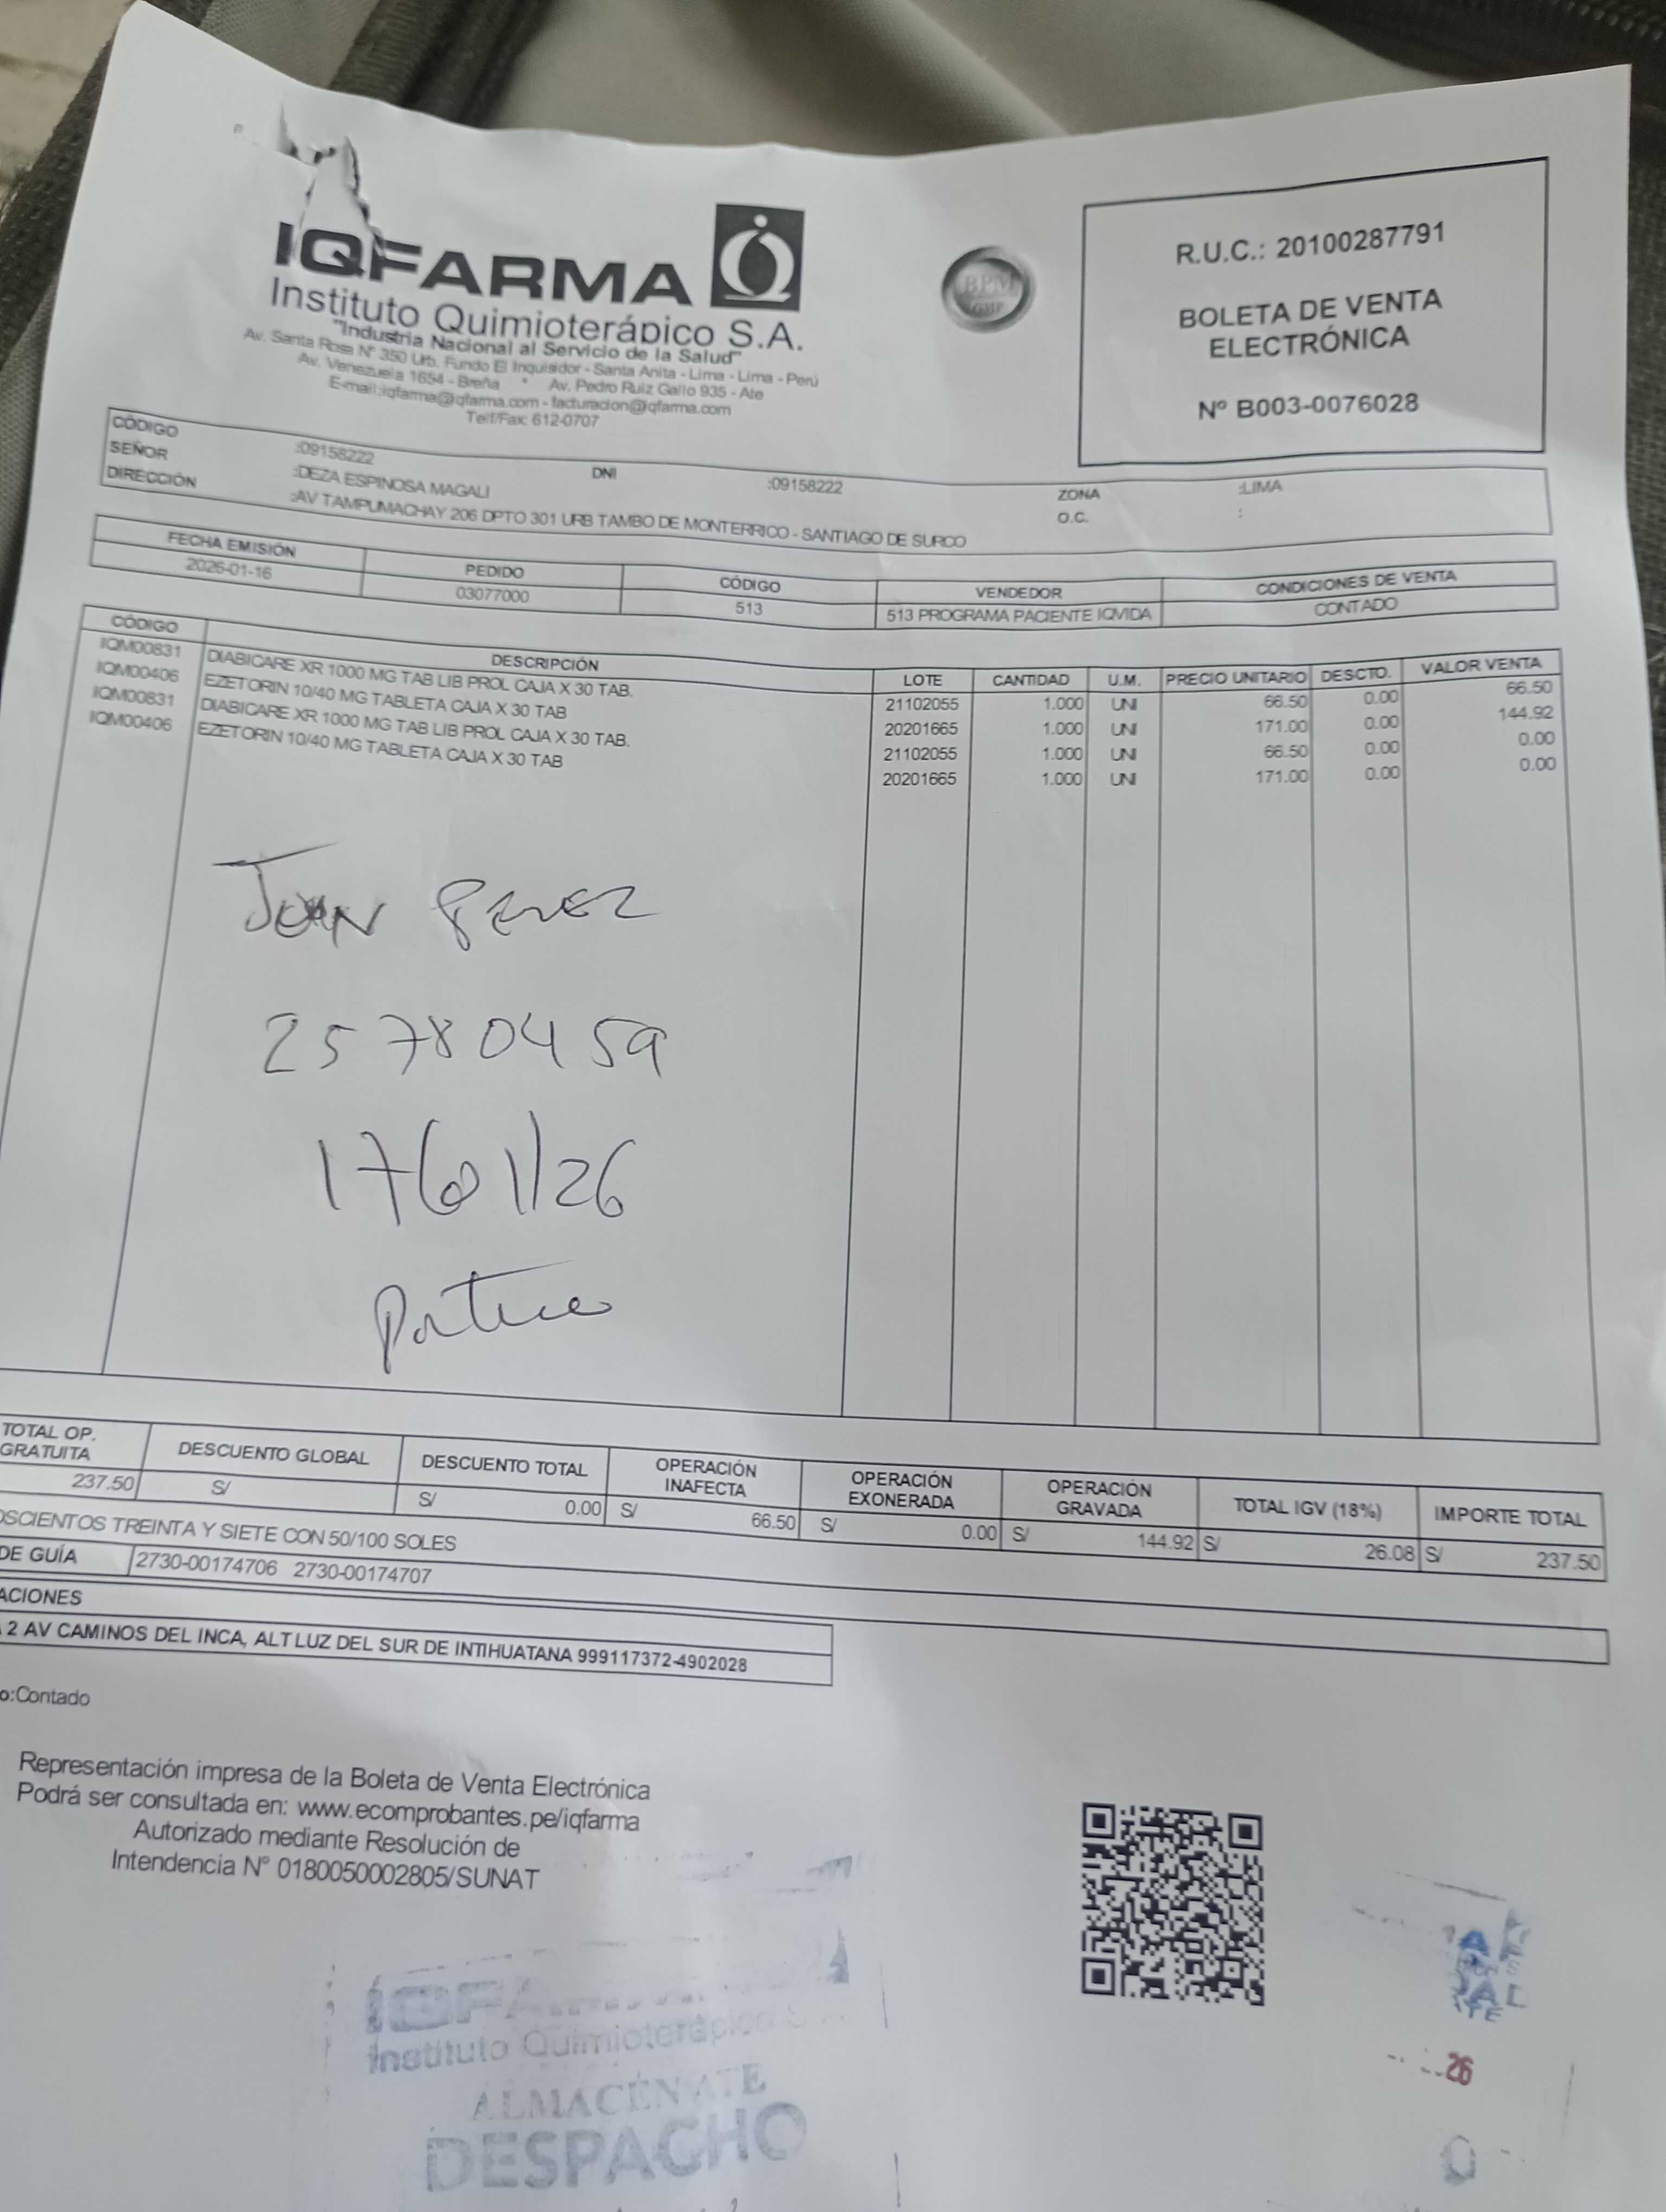 IQFARMA
Instituto Quimioterápico S.A.
"Industria Nacional al Servicio de la Salud"
Av. Santa Rosa N° 350 Urb. Fundo El Inquisidor - Santa Anita - Lima - Lima - Perú
Av. Venezuela 1654 - Breña * Av. Pedro Ruiz Gallo 935 - Ate
E-mail:iqfarma@iqfarma.com - facturacion@iqfarma.com
Telf/Fax: 612-0707
BPM
GMP
R.U.C.: 20100287791
BOLETA DE VENTA
ELECTRÓNICA
Nº B003-0076028
CÓDIGO :09158222 DNI :09158222 ZONA :LIMA
SEÑOR :DEZA ESPINOSA MAGALI O.C. :
DIRECCIÓN :AV TAMPUMACHAY 206 DPTO 301 URB TAMBO DE MONTERRICO - SANTIAGO DE SURCO
FECHA EMISIÓN PEDIDO CÓDIGO VENDEDOR CONDICIONES DE VENTA
2026-01-16 03077000 513 513 PROGRAMA PACIENTE IQVIDA CONTADO
CÓDIGO DESCRIPCIÓN LOTE CANTIDAD U.M. PRECIO UNITARIO DESCTO. VALOR VENTA
IQM00831 DIABICARE XR 1000 MG TAB LIB PROL CAJA X 30 TAB. 21102055 1.000 UNI 66.50 0.00 66.50
IQM00406 EZETORIN 10/40 MG TABLETA CAJA X 30 TAB 20201665 1.000 UNI 171.00 0.00 144.92
IQM00831 DIABICARE XR 1000 MG TAB LIB PROL CAJA X 30 TAB. 21102055 1.000 UNI 66.50 0.00 0.00
IQM00406 EZETORIN 10/40 MG TABLETA CAJA X 30 TAB 20201665 1.000 UNI 171.00 0.00 0.00
JUAN PEREZ
25780459
17/01/26
TOTAL OP. GRATUITA DESCUENTO GLOBAL DESCUENTO TOTAL OPERACIÓN INAFECTA OPERACIÓN EXONERADA OPERACIÓN GRAVADA TOTAL IGV (18%) IMPORTE TOTAL
237.50 S/ S/ 0.00 S/ 66.50 S/ 0.00 S/ 144.92 S/ 26.08 S/ 237.50
OSCIENTOS TREINTA Y SIETE CON 50/100 SOLES
DE GUÍA 2730-00174706 2730-00174707
ACIONES
2 AV CAMINOS DEL INCA, ALT LUZ DEL SUR DE INTIHUATANA 999117372-4902028
o:Contado
Representación impresa de la Boleta de Venta Electrónica
Podrá ser consultada en: www.ecomprobantes.pe/iqfarma
Autorizado mediante Resolución de
Intendencia N° 0180050002805/SUNAT
Instituto Quimioterápico
ALMACÉN ATE
DESPACHO
26